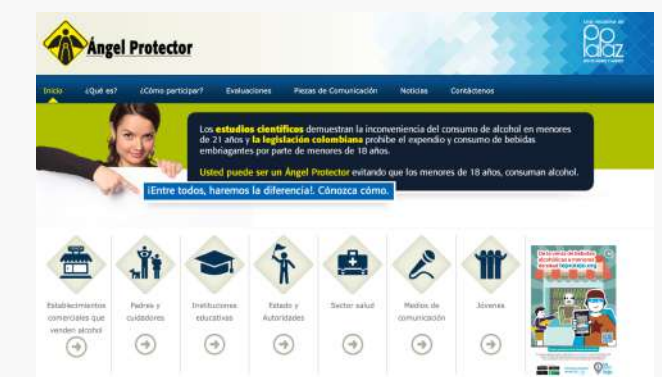 Ángel Protector
Inicio
¿Qué es?
¿Cómo participar?
Evaluaciones
Piezas de Comunicación
Noticias
Contáctenos
Los estudios científicos demuestran la inconveniencia del consumo de alcohol en menores
de 21 años y la legislación colombiana prohíbe el expendio y consumo de bebidas
embriagantes por parte de menores de 18 años.
Usted puede ser un Ángel Protector evitando que los menores de 18 años, consuman alcohol.
¡Entre todos, haremos la diferencia!. Cónozca cómo.
Establecimientos
comerciales que
venden alcohol
Padres y
cuidadores
Instituciones
educativas
Estado y
Autoridades
Sector salud
Medios de
comunicación
Jóvenes